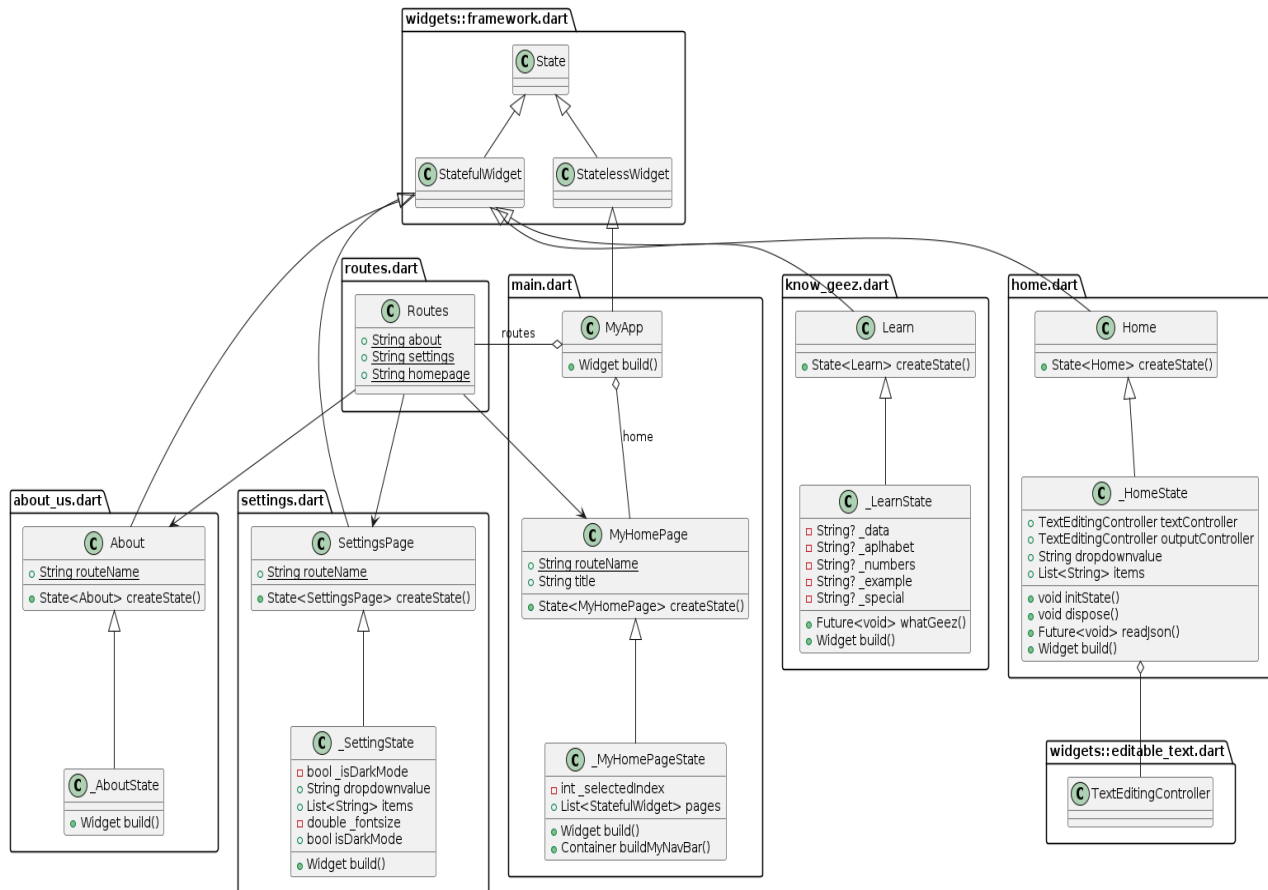 widgets::framework.dart
C State
C StatefulWidget
C StatelessWidget
routes.dart
C Routes
String about
String settings
String homepage
routes
main.dart
C MyApp
Widget build()
home
know_geez.dart
C Learn
State<Learn> createState()
home.dart
C Home
State<Home> createState()
about_us.dart
C About
String routeName
State<About> createState()
settings.dart
C SettingsPage
String routeName
State<SettingsPage> createState()
C MyHomePage
String routeName
String title
State<MyHomePage> createState()
C _LearnState
String? _data
String? _aplhabet
String? _numbers
String? _example
String? _special
Future<void> whatGeez()
Widget build()
C _HomeState
TextEditingController textController
TextEditingController outputController
String dropdownvalue
List<String> items
void initState()
void dispose()
Future<void> readJson()
Widget build()
C _AboutState
Widget build()
C _SettingState
bool _isDarkMode
String dropdownvalue
List<String> items
double _fontsize
bool isDarkMode
Widget build()
C _MyHomePageState
int _selectedIndex
List<StatefulWidget> pages
Widget build()
Container buildMyNavBar()
widgets::editable_text.dart
C TextEditingController